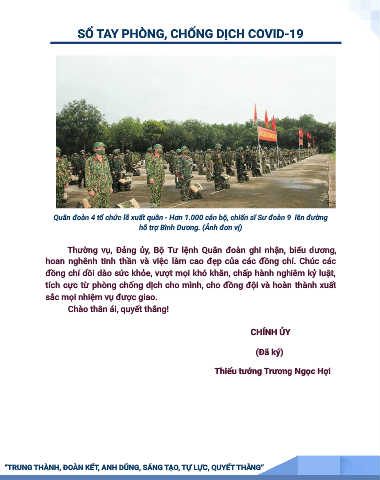 SỔ TAY PHÒNG, CHỐNG DỊCH COVID-19
Quân đoàn 4 tổ chức lễ xuất quân - Hơn 1.000 cán bộ, chiến sĩ Sư đoàn 9 lên đường
hỗ trợ Bình Dương. (Ảnh đơn vị)
Thường vụ, Đảng ủy, Bộ Tư lệnh Quân đoàn ghi nhận, biểu dương,
hoan nghênh tinh thần và việc làm cao đẹp của các đồng chí. Chúc các
đồng chí dồi dào sức khỏe, vượt mọi khó khăn, chấp hành nghiêm kỷ luật,
tích cực từ phòng chống dịch cho mình, cho đồng đội và hoàn thành xuất
sắc mọi nhiệm vụ được giao.
Chào thân ái, quyết thắng!
CHÍNH ỦY
(Đã ký)
Thiếu tướng Trương Ngọc Hợi
"TRUNG THÀNH, ĐOÀN KẾT, ANH DŨNG, SÁNG TẠO, TỰ LỰC, QUYẾT THẮNG"